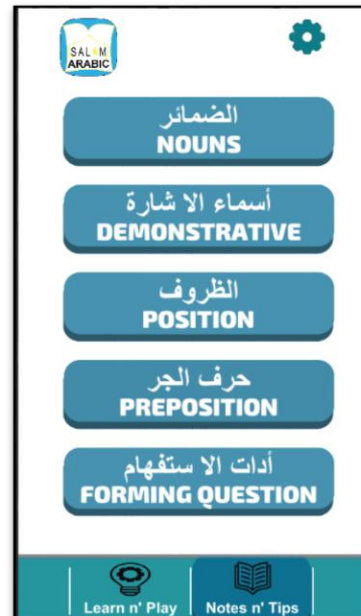 SALAM
ARABIC
الضمائر
NOUNS
أسماء الا شارة
DEMONSTRATIVE
الظروف
POSITION
حرف الجر
PREPOSITION
أدات الا ستفهام
FORMING QUESTION
Learn n' Play
Notes n' Tips